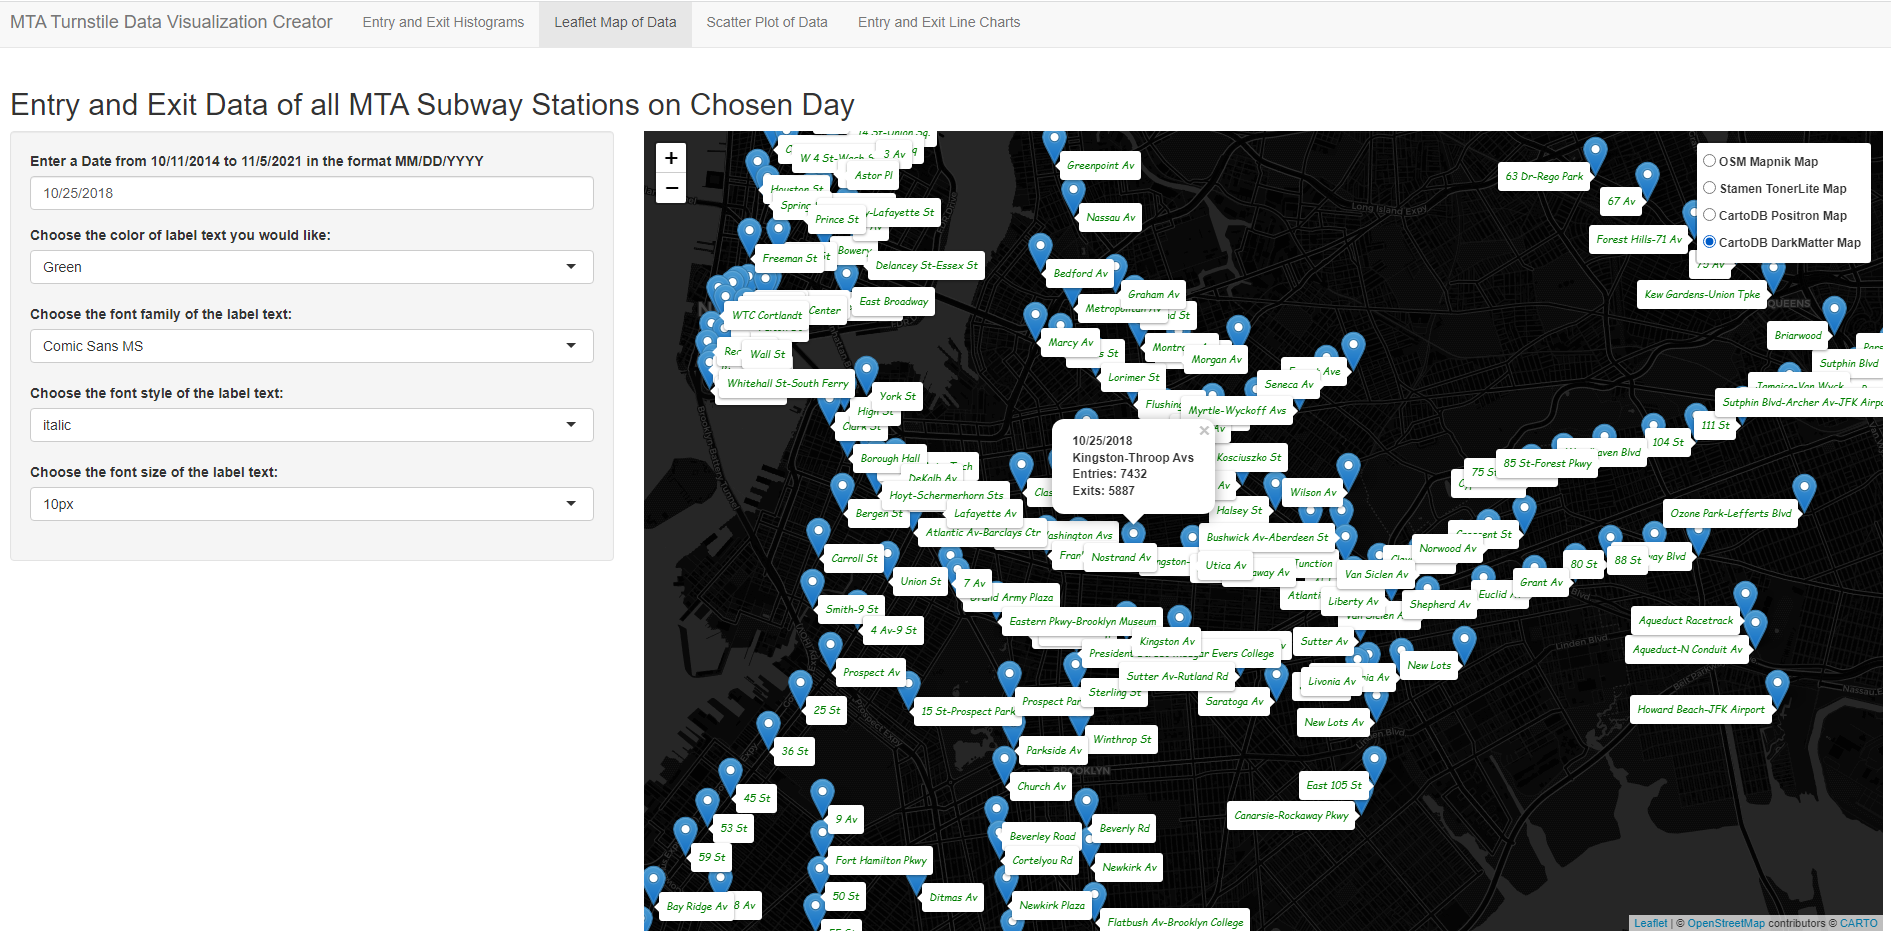 MTA Turnstile Data Visualization Creator
Entry and Exit Histograms
Leaflet Map of Data
Scatter Plot of Data
Entry and Exit Line Charts
Entry and Exit Data of all MTA Subway Stations on Chosen Day
Enter a Date from 10/11/2014 to 11/5/2021 in the format MM/DD/YYYY
10/25/2018
Choose the color of label text you would like:
Green
Choose the font family of the label text:
Comic Sans MS
Choose the font style of the label text:
italic
Choose the font size of the label text:
10px
+
−
OSM Mapnik Map
Stamen TonerLite Map
CartoDB Positron Map
CartoDB DarkMatter Map
14 St-Union Sq.
3 Av
Astor Pl
Houston St
Spring
Prince St
y-Lafayette St
Bowery
Freeman St
Delancey St-Essex St
East Broadway
WTC Cortlandt
Center
Wall St
Whitehall St-South Ferry
York St
High St
Clark St
Borough Hall
DeKalb Av
Hoyt-Schermerhorn Sts
Bergen St
Lafayette Av
Atlantic Av-Barclays Ctr
Carroll St
Union St
7 Av
Grand Army Plaza
Smith-9 St
4 Av-9 St
Eastern Pkwy-Brooklyn Museum
Prospect Av
25 St
15 St-Prospect Park
36 St
45 St
53 St
59 St
9 Av
Fort Hamilton Pkwy
50 St
Bay Ridge Av
8 Av
Ditmas Av
Greenpoint Av
Nassau Av
Bedford Av
Graham Av
Metropolitan Av
Marcy Av
Lorimer St
Morgan Av
Seneca Av
Flushing
Myrtle-Wyckoff Avs
Kosciuszko St
10/25/2018
Kingston-Throop Avs
Entries: 7432
Exits: 5887
×
Wilson Av
Halsey St
Bushwick Av-Aberdeen St
Washington Avs
Nostrand Av
Utica Av
Junction
Van Siclen Av
Norwood Av
Crescent St
Liberty Av
Shepherd Av
Euclid
Grant Av
80 St
88 St
Kingston Av
President
Evers College
Sutter Av
Sutter Av-Rutland Rd
Sterling St
Saratoga Av
Livonia Av
New Lots
New Lots Av
Winthrop St
Parkside Av
BROOKLYN
Church Av
East 105 St
Canarsie-Rockaway Pkwy
Beverley Road
Beverly Rd
Cortelyou Rd
Newkirk Av
Newkirk Plaza
Flatbush Av-Brooklyn College
63 Dr-Rego Park
67 Av
Forest Hills-71 Av
75 Av
Kew Gardens-Union Tpke
QUEENS
Briarwood
Sutphin Blvd
Jamaica-Van Wyck
Sutphin Blvd-Archer Av-JFK Airpo
111 St
104 St
85 St-Forest Pkwy
75 St
Ozone Park-Lefferts Blvd
Aqueduct Racetrack
Aqueduct-N Conduit Av
Howard Beach-JFK Airport
Long Island Expy
Linden Blvd
Prospect Expy
Leaflet | © OpenStreetMap contributors © CARTO